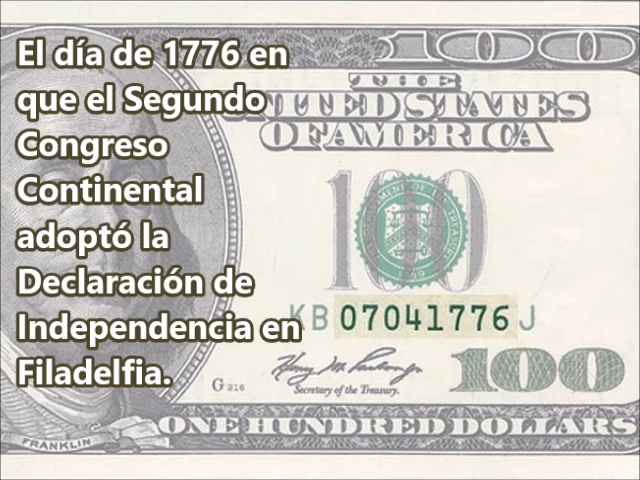 El día de 1776 en
que el Segundo
Congreso
Continental
adoptó la
Declaración de
Independencia en
Filadelfia.
100
THE
UNITED STATES
OF AMERICA
100
KB 07041776 J
G 216
Secretary of the Treasury.
100
FRANKLIN
ONE HUNDRED DOLLARS